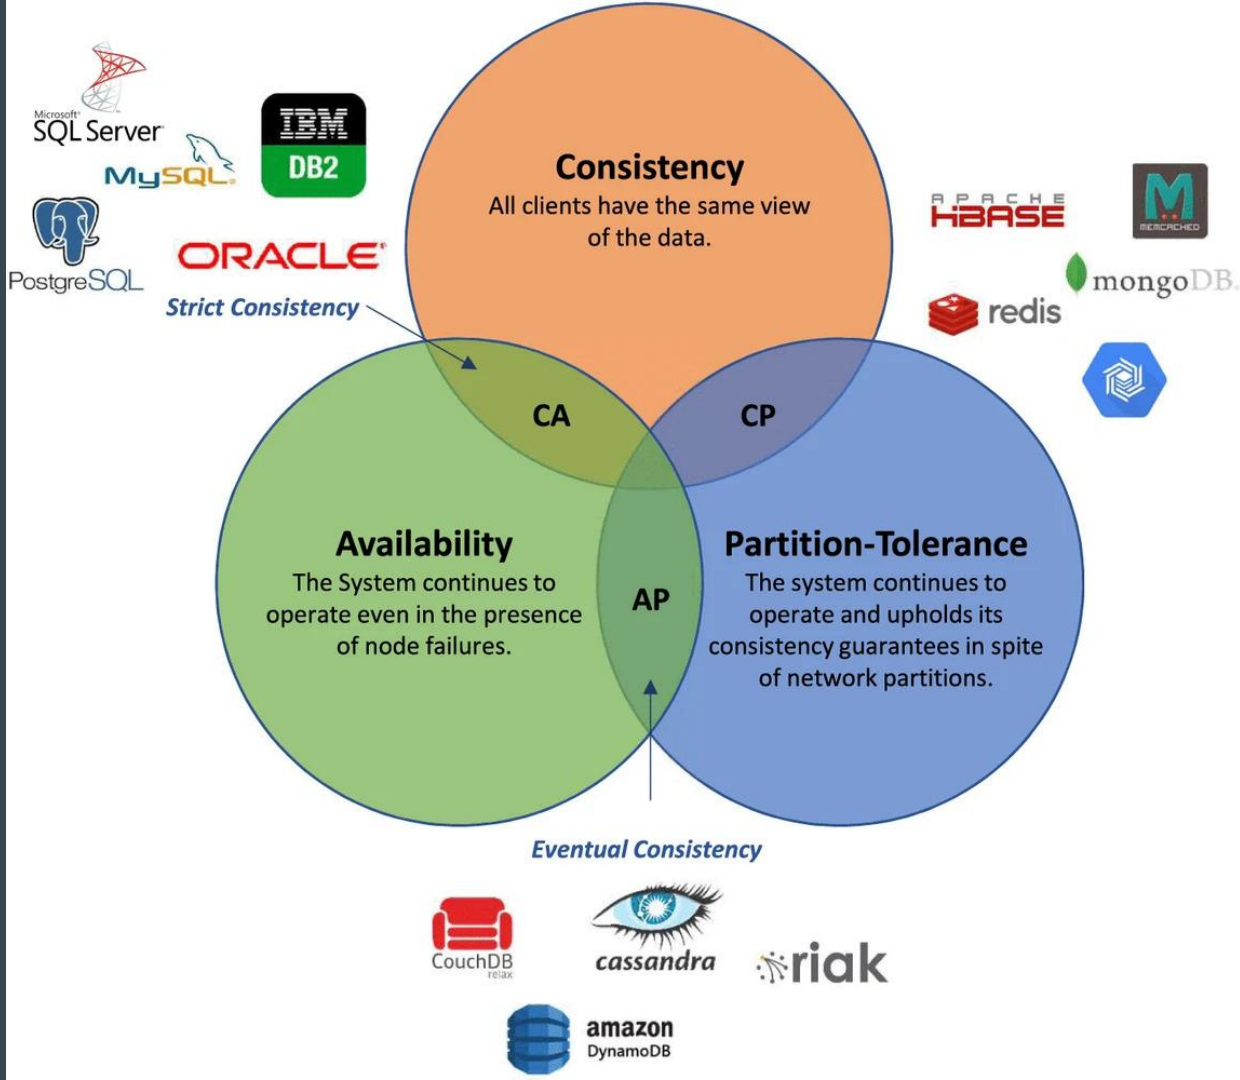 Microsoft
SQL Server
MySQL
IBM
DB2
PostgreSQL
ORACLE
Strict Consistency
Consistency
All clients have the same view
of the data.
APACHE
HBASE
MEMCACHED
mongoDB
redis
CA
CP
Availability
The System continues to
operate even in the presence
of node failures.
AP
Partition-Tolerance
The system continues to
operate and upholds its
consistency guarantees in spite
of network partitions.
Eventual Consistency
CouchDB
relax
cassandra
riak
amazon
DynamoDB